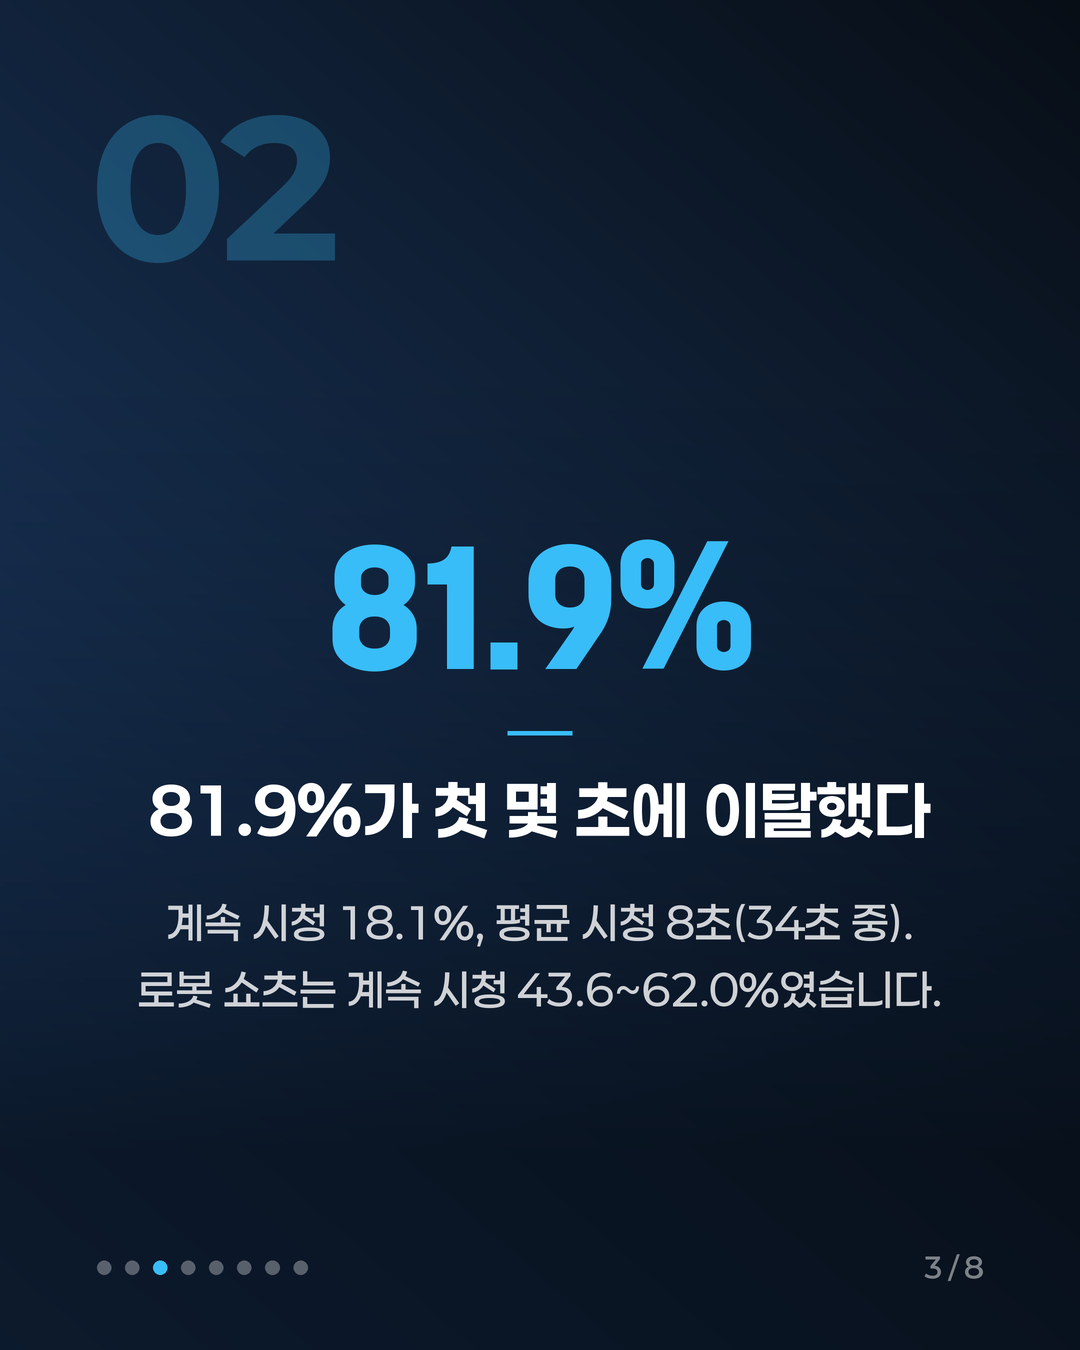 02
81.9%
81.9%가 첫 몇 초에 이탈했다
계속 시청 18.1%, 평균 시청 8초(34초 중).
로봇 쇼츠는 계속 시청 43.6~62.0%였습니다.
3/8